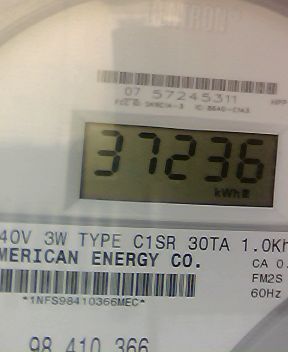 07 57245311
37236
kWh
40V 3W TYPE C1SR 30TA 1.0Kh
MERICAN ENERGY CO.
CA 0.
FM2S
60Hz
*1NFS98410366MEC*
98 410 366